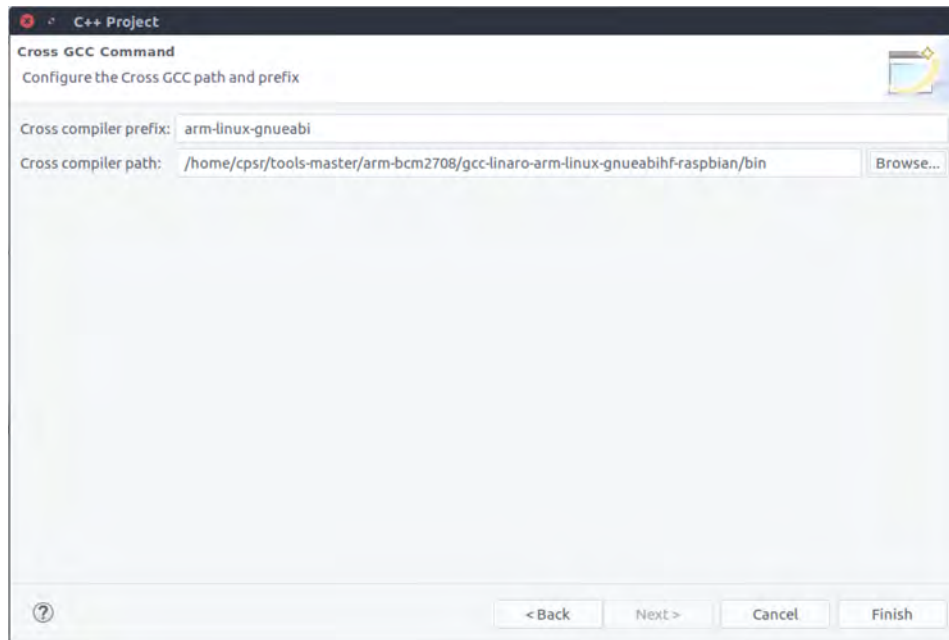 C++ Project
Cross GCC Command
Configure the Cross GCC path and prefix
Cross compiler prefix: arm-linux-gnueabi
Cross compiler path: /home/cpsr/tools-master/arm-bcm2708/gcc-linaro-arm-linux-gnueabihf-raspbian/bin Browse...
? < Back Next > Cancel Finish